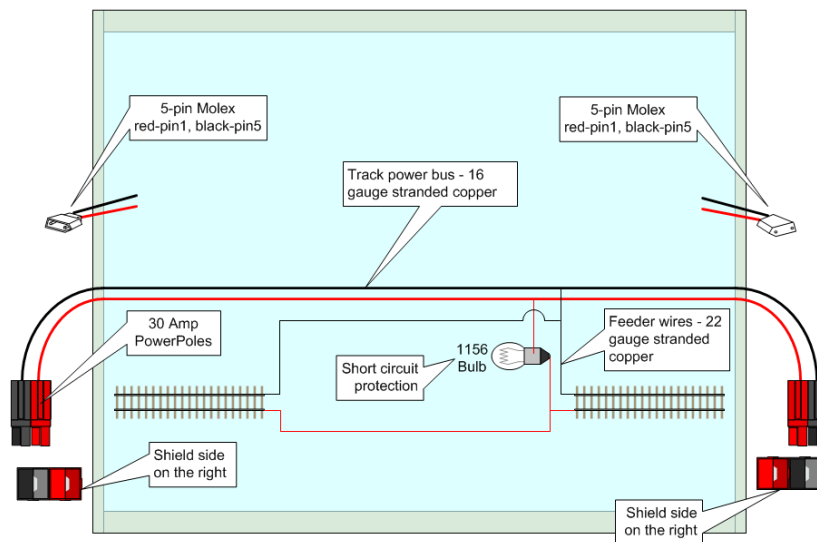 5-pin Molex
red-pin1, black-pin5
5-pin Molex
red-pin1, black-pin5
Track power bus - 16
gauge stranded copper
30 Amp
PowerPoles
Feeder wires - 22
gauge stranded
copper
1156
Bulb
Short circuit
protection
Shield side
on the right
Shield side
on the right